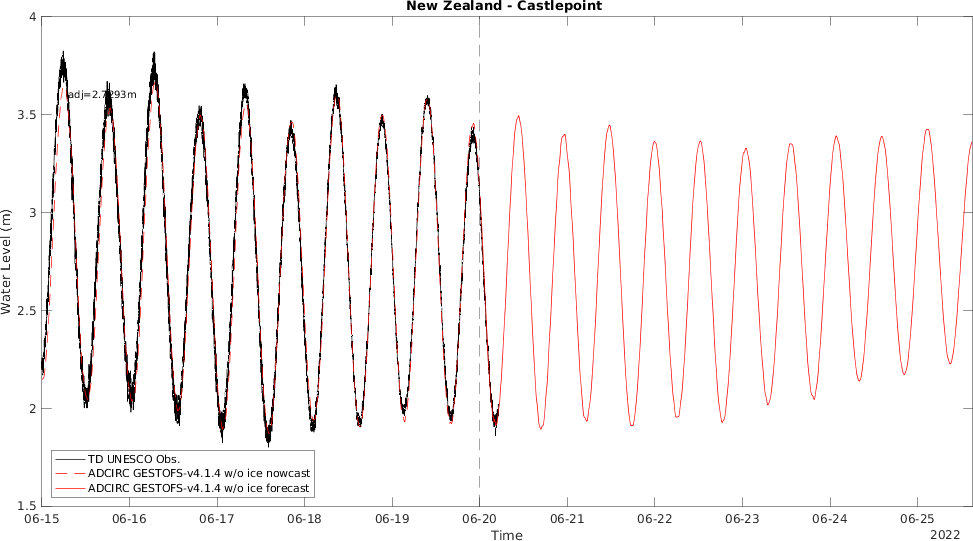 New Zealand - Castlepoint
Water Level (m)
4
3.5
3
2.5
2
1.5
adj=2.7293m
TD UNESCO Obs.
ADCIRC GESTOFS-v4.1.4 w/o ice nowcast
ADCIRC GESTOFS-v4.1.4 w/o ice forecast
06-15 06-16 06-17 06-18 06-19 06-20 06-21 06-22 06-23 06-24 06-25
Time
2022